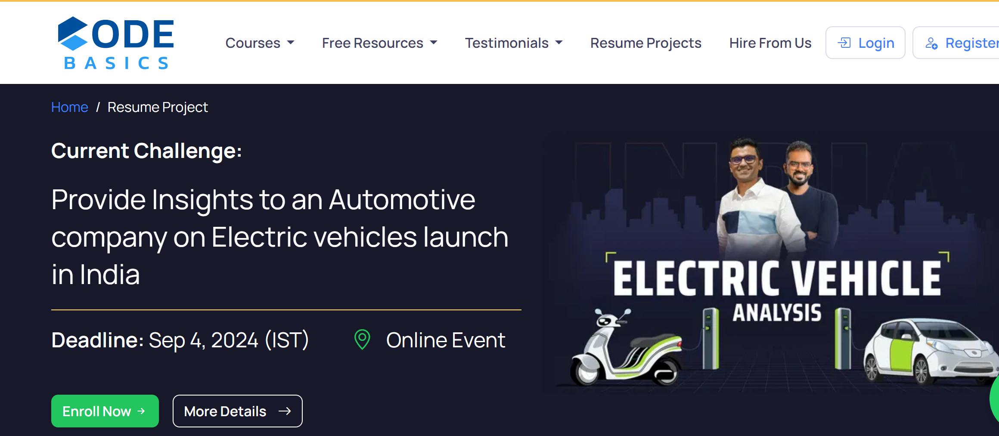 CODE
BASICS
Courses
Free Resources
Testimonials
Resume Projects
Hire From Us
Login
Register
Home / Resume Project
Current Challenge:
Provide Insights to an Automotive
company on Electric vehicles launch
in India
Deadline: Sep 4, 2024 (IST)
Online Event
Enroll Now
More Details
INDIA
ELECTRIC VEHICLE
ANALYSIS